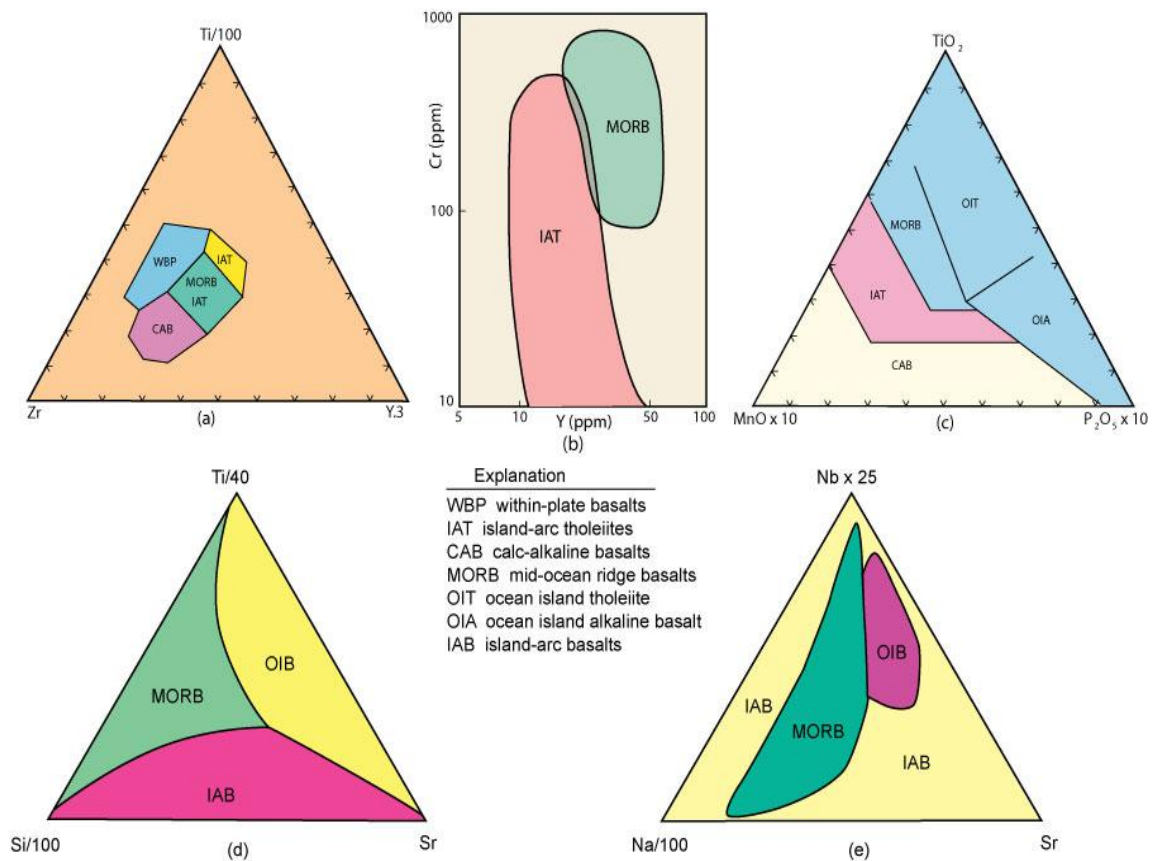 Ti/100
WBP
IAT
MORB
IAT
CAB
Zr
Y.3
(a)
1000
Cr (ppm)
100
10
MORB
IAT
5
10
50
100
Y (ppm)
(b)
TiO₂
OIT
MORB
IAT
OIA
CAB
MnO x 10
P₂O₅ x 10
(c)
Ti/40
OIB
MORB
IAB
Si/100
Sr
(d)
Explanation
WBP within-plate basalts
IAT island-arc tholeiites
CAB calc-alkaline basalts
MORB mid-ocean ridge basalts
OIT ocean island tholeiite
OIA ocean island alkaline basalt
IAB island-arc basalts
Nb x 25
OIB
IAB
MORB
IAB
Na/100
Sr
(e)